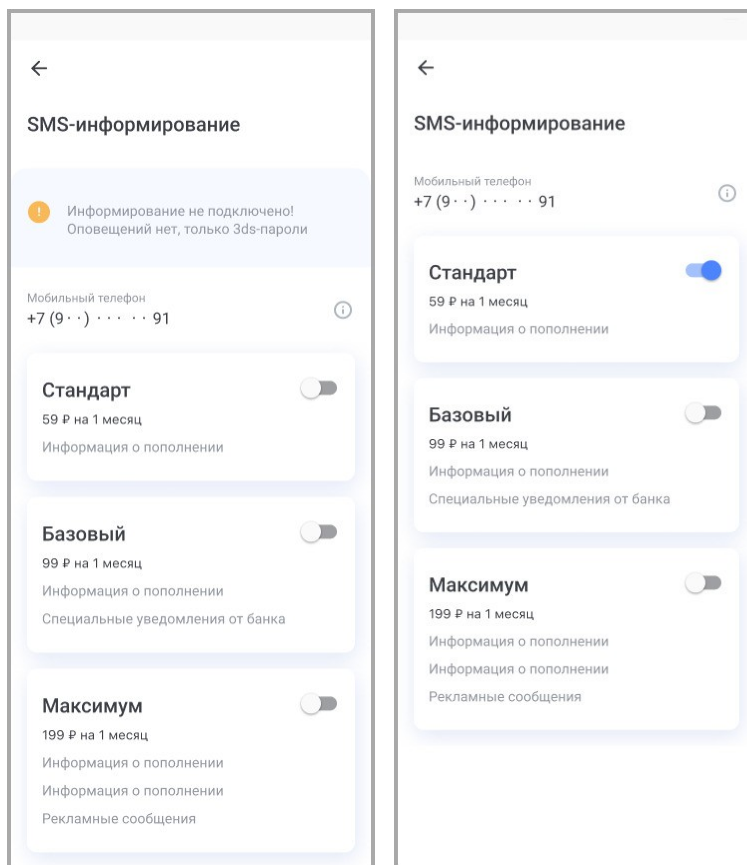 SMS-информирование
Информирование не подключено!
Оповещений нет, только 3ds-пароли
Мобильный телефон
+7 (9··) ··· ·· 91
Стандарт
59 ₽ на 1 месяц
Информация о пополнении
Базовый
99 ₽ на 1 месяц
Информация о пополнении
Специальные уведомления от банка
Максимум
199 ₽ на 1 месяц
Информация о пополнении
Информация о пополнении
Рекламные сообщения
SMS-информирование
Мобильный телефон
+7 (9··) ··· ·· 91
Стандарт
59 ₽ на 1 месяц
Информация о пополнении
Базовый
99 ₽ на 1 месяц
Информация о пополнении
Специальные уведомления от банка
Максимум
199 ₽ на 1 месяц
Информация о пополнении
Информация о пополнении
Рекламные сообщения